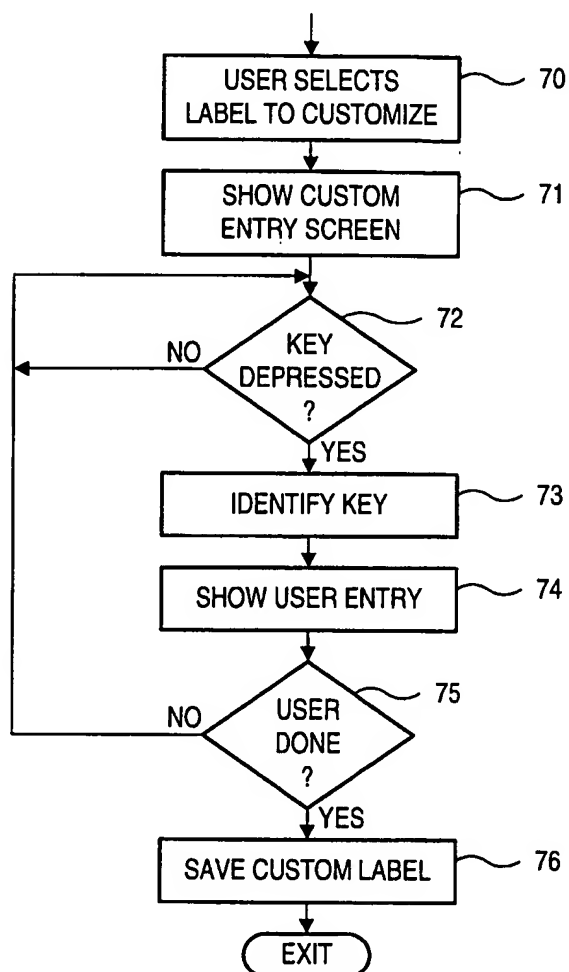 USER SELECTS
LABEL TO CUSTOMIZE
70
SHOW CUSTOM
ENTRY SCREEN
71
72
KEY
DEPRESSED
?
NO
YES
IDENTIFY KEY
73
SHOW USER ENTRY
74
75
USER
DONE
?
NO
YES
SAVE CUSTOM LABEL
76
EXIT